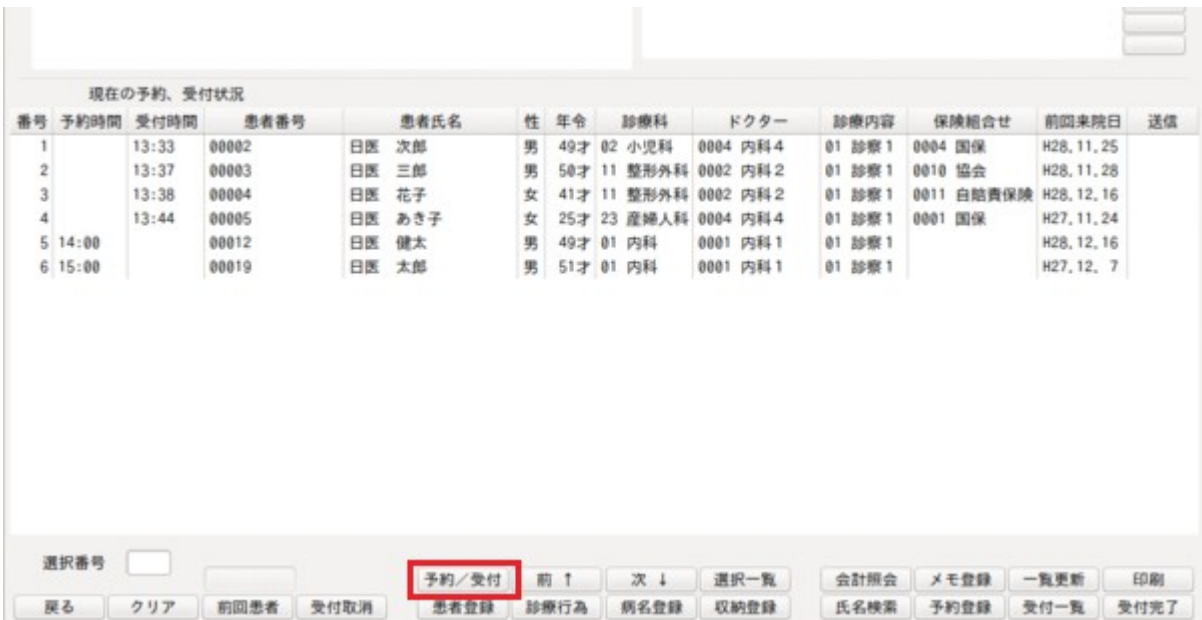 現在の予約、受付状況
番号 予約時間 受付時間 患者番号 患者氏名 性 年令 診療科 ドクター 診療内容 保険組合せ 前回来院日 送信
1 13:33 00002 日医 次郎 男 49才 02 小児科 0004 内科4 01 診察1 0004 国保 H28.11.25
2 13:37 00003 日医 三郎 男 50才 11 整形外科 0002 内科2 01 診察1 0010 協会 H28.11.28
3 13:38 00004 日医 花子 女 41才 11 整形外科 0002 内科2 01 診察1 0011 自賠責保険 H28.12.16
4 13:44 00005 日医 あき子 女 25才 23 産婦人科 0004 内科4 01 診察1 0001 国保 H27.11.24
5 14:00 00012 日医 健太 男 49才 01 内科 0001 内科1 01 診察1 H28.12.16
6 15:00 00019 日医 太郎 男 51才 01 内科 0001 内科1 01 診察1 H27.12. 7
選択番号
予約／受付 前 ↑ 次 ↓ 選択一覧 会計照会 メモ登録 一覧更新 印刷
戻る クリア 前回患者 受付取消 患者登録 診療行為 病名登録 収納登録 氏名検索 予約登録 受付一覧 受付完了